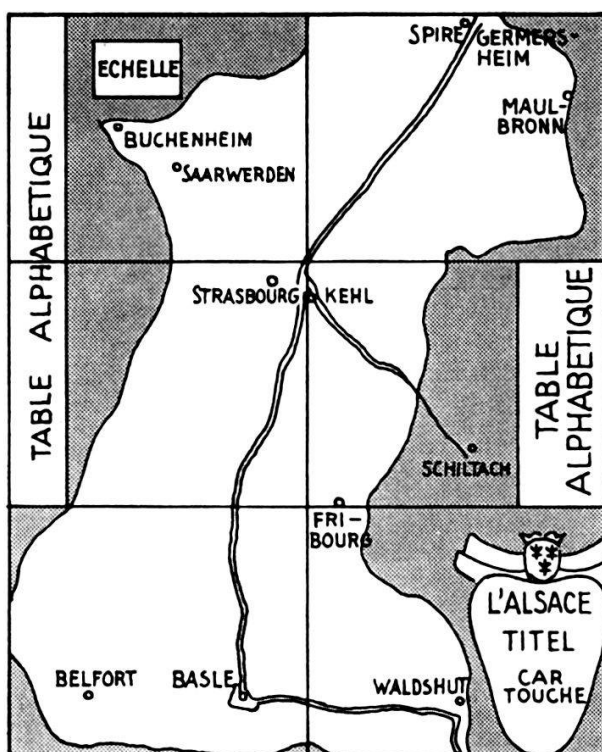 SPIRE
GERMERS-
HEIM
ECHELLE
MAUL-
BRONN
BUCHENHEIM
SAARWERDEN
TABLE ALPHABETIQUE
STRASBOURG
KEHL
TABLE
ALPHABETIQUE
SCHILTACH
FRI-
BOURG
L'ALSACE
TITEL
CAR
TOUCHE
BELFORT
BASLE
WALDSHUT